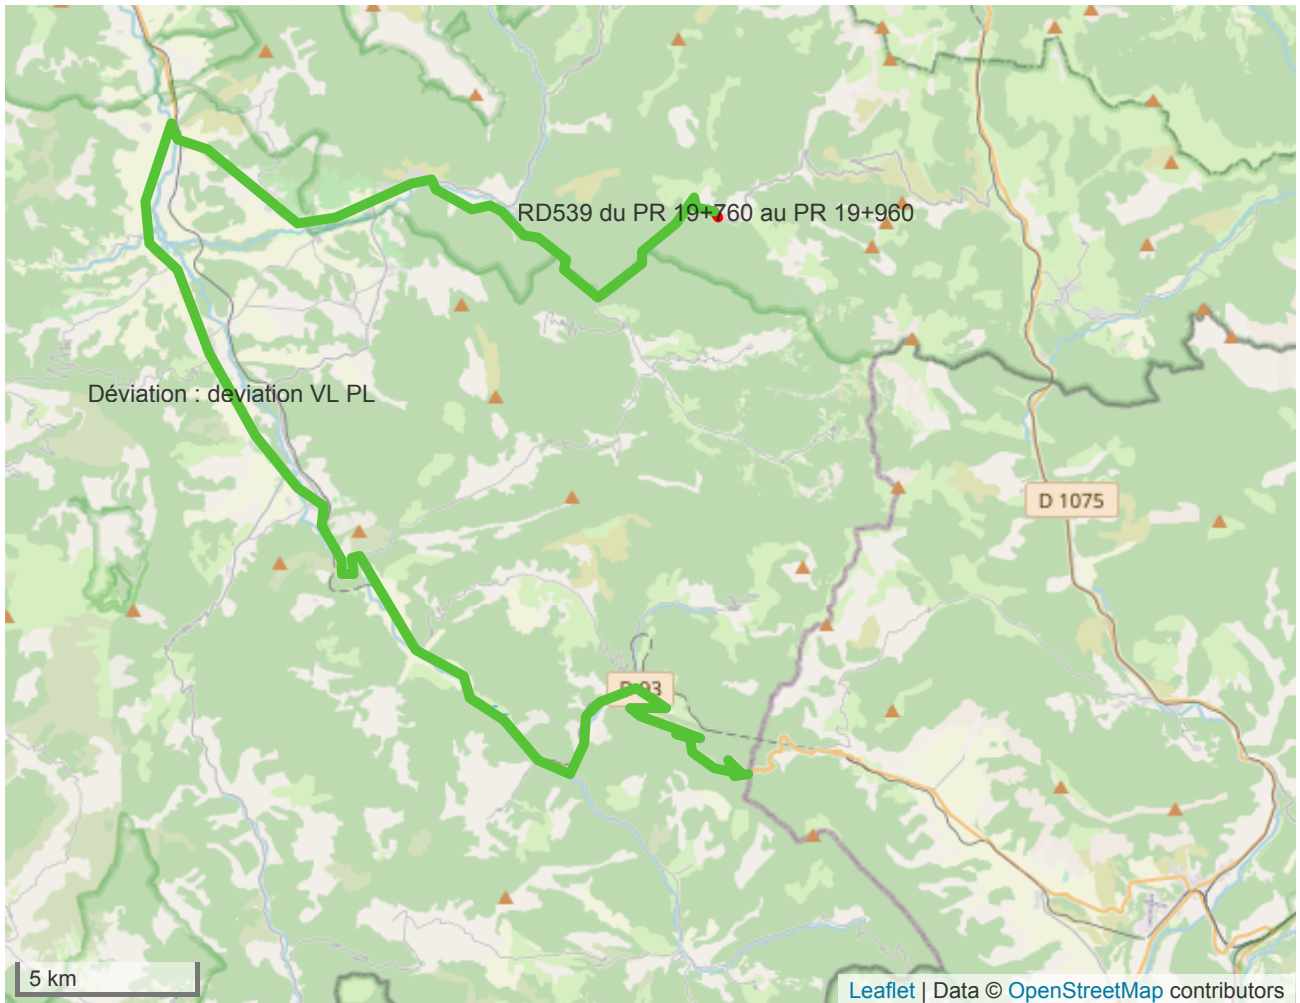 RD539 du PR 19+760 au PR 19+960
Déviation : deviation VL PL
D 1075
D 93
5 km
Leaflet | Data © OpenStreetMap contributors